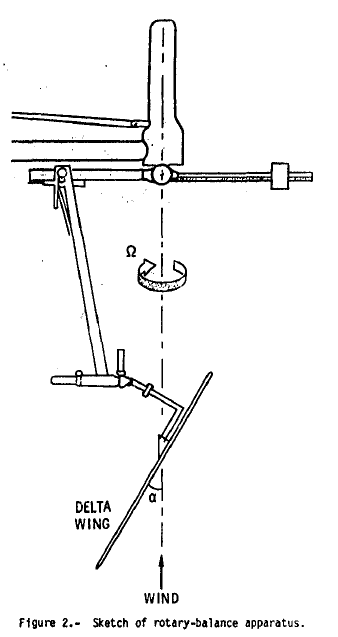 Ω
α
DELTA
WING
WIND
Figure 2.- Sketch of rotary-balance apparatus.